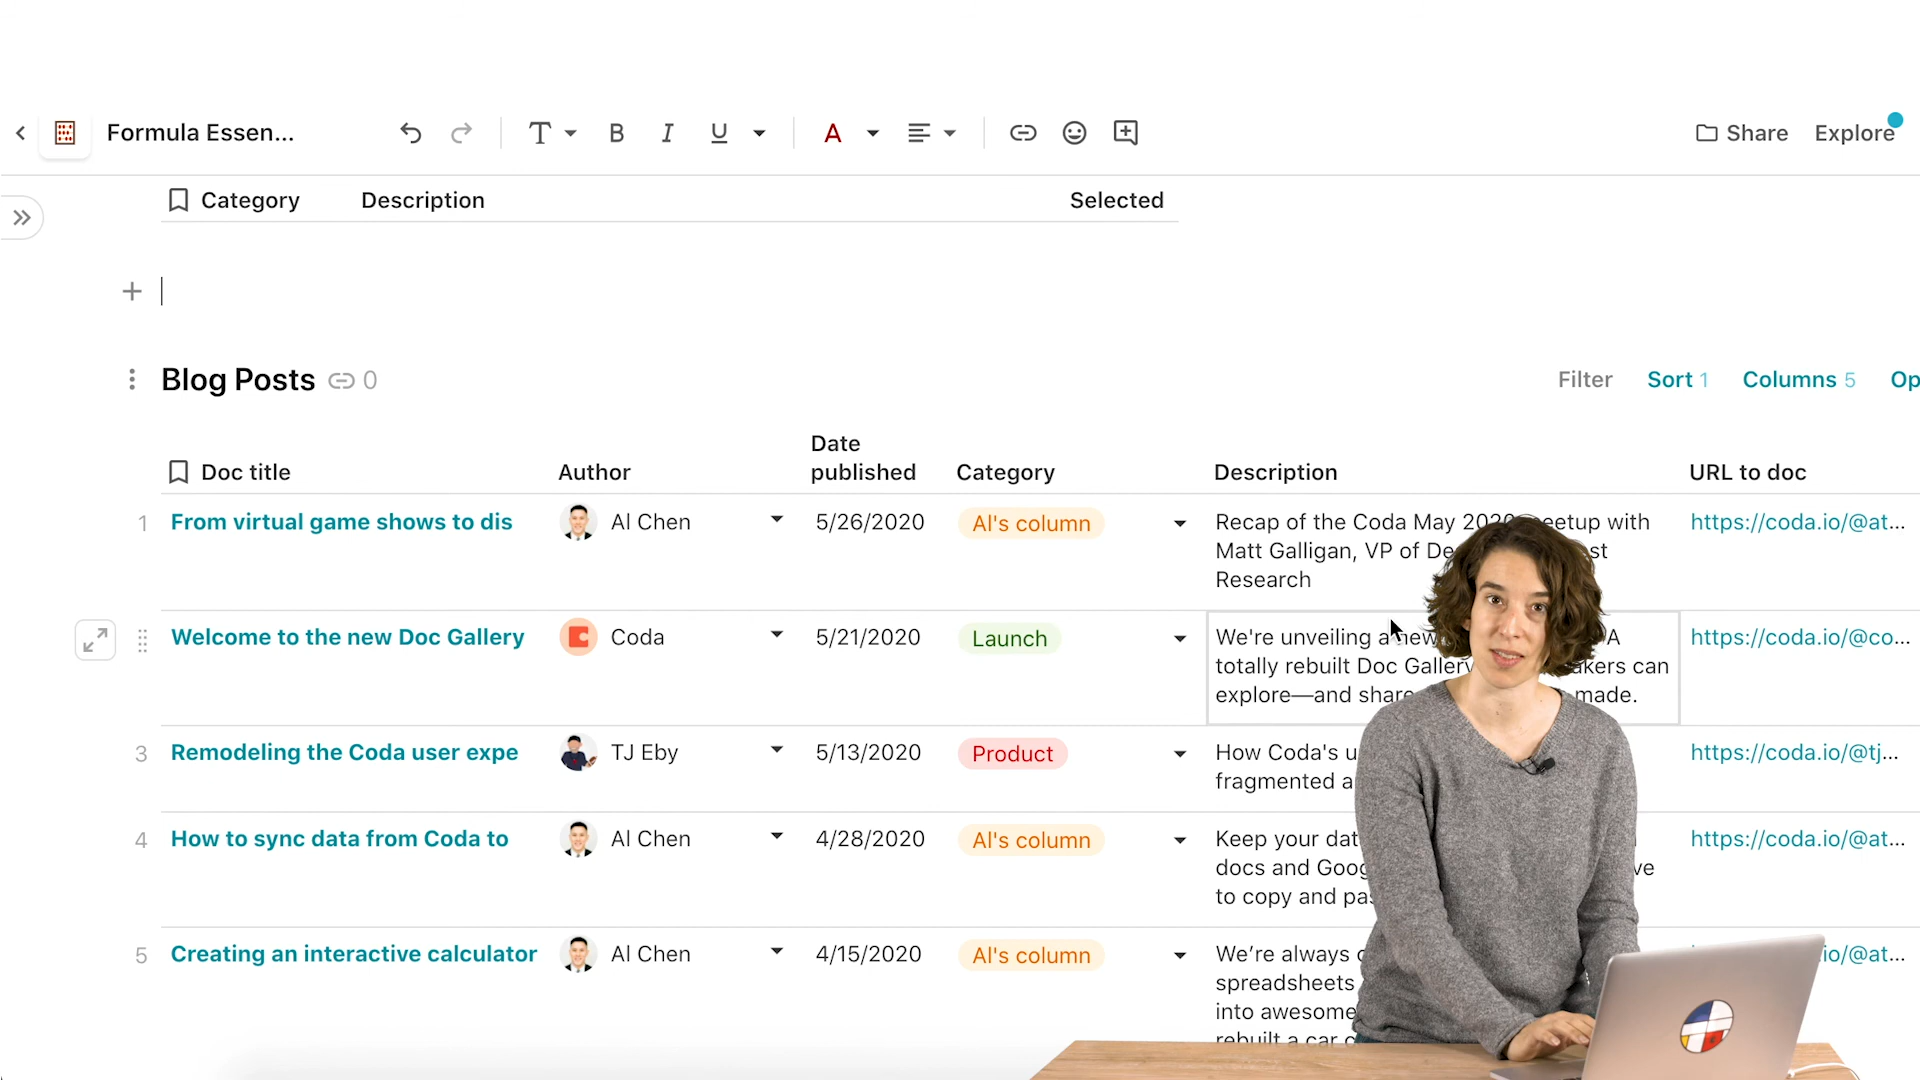 Formula Essen... T B I U A Share Explore
Category Description Selected
Blog Posts 0 Filter Sort 1 Columns 5 Op
Doc title Author Date published Category Description URL to doc
1 From virtual game shows to dis Al Chen 5/26/2020 Al's column Recap of the Coda May 2020 meetup with https://coda.io/@at...
Matt Galligan, VP of De st
Research
Welcome to the new Doc Gallery Coda 5/21/2020 Launch We're unveiling a new A https://coda.io/@co...
totally rebuilt Doc Gallery akers can
explore—and share made.
3 Remodeling the Coda user expe TJ Eby 5/13/2020 Product How Coda's u https://coda.io/@tj...
fragmented a
4 How to sync data from Coda to Al Chen 4/28/2020 Al's column Keep your dat https://coda.io/@at...
docs and Goog ve
to copy and pas
5 Creating an interactive calculator Al Chen 4/15/2020 Al's column We're always io/@at...
spreadsheets
into awesome
rebuilt a car